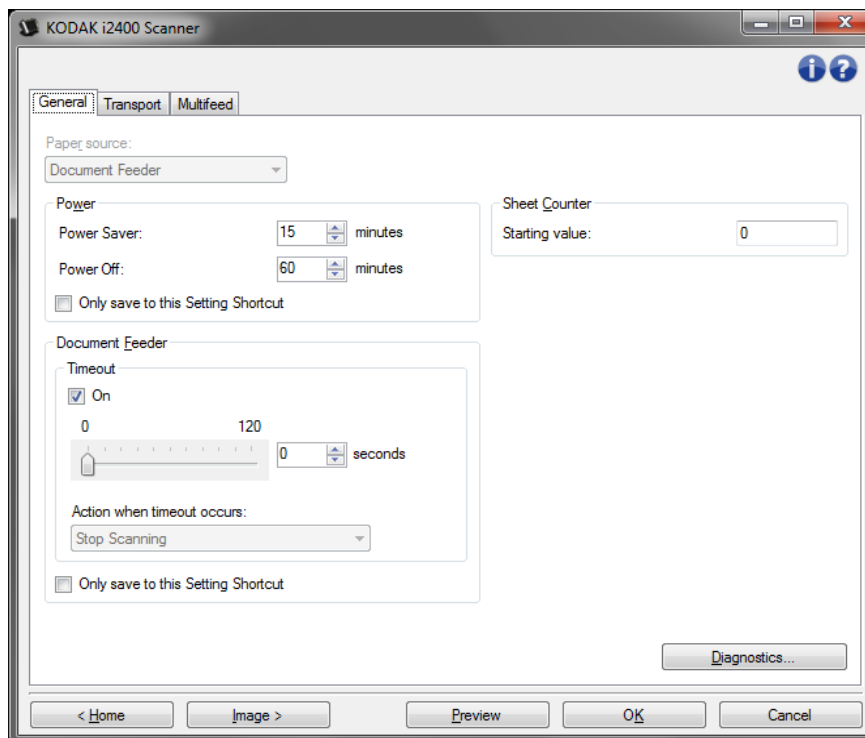 KODAK i2400 Scanner
General Transport Multifeed
Paper source:
Document Feeder
Power
Power Saver: 15 minutes
Power Off: 60 minutes
Only save to this Setting Shortcut
Sheet Counter
Starting value: 0
Document Feeder
Timeout
On
0 120
0 seconds
Action when timeout occurs:
Stop Scanning
Only save to this Setting Shortcut
Diagnostics...
< Home Image > Preview OK Cancel